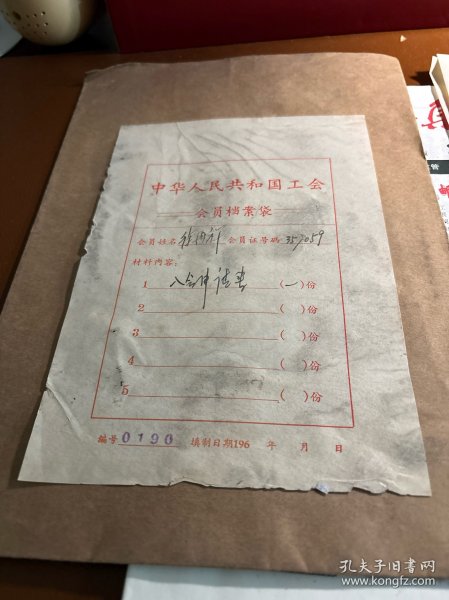 中华人民共和国工会
会员档案袋
会员姓名 会员证号码 357059
材料内容:
1 入会申请书 (一)份
2 ( )份
3 ( )份
4 ( )份
5 ( )份
编号 0190 填制日期196 年 月 日
孔夫子旧书网
www.kongfz.com